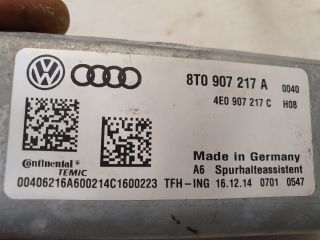 8T0 907 217 A 0040
4E0 907 217 C H08
Made in Germany
Continental
TEMIC
A6 Spurhalteassistent
00406216A600214C1600223 TFH-ING 16.12.14 0701 0547